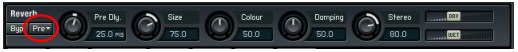 Reverb
Byp Pre
Pre Dly.
25.0 ms
Size
75.0
Colour
50.0
Damping
50.0
Stereo
80.0
DRY
WET